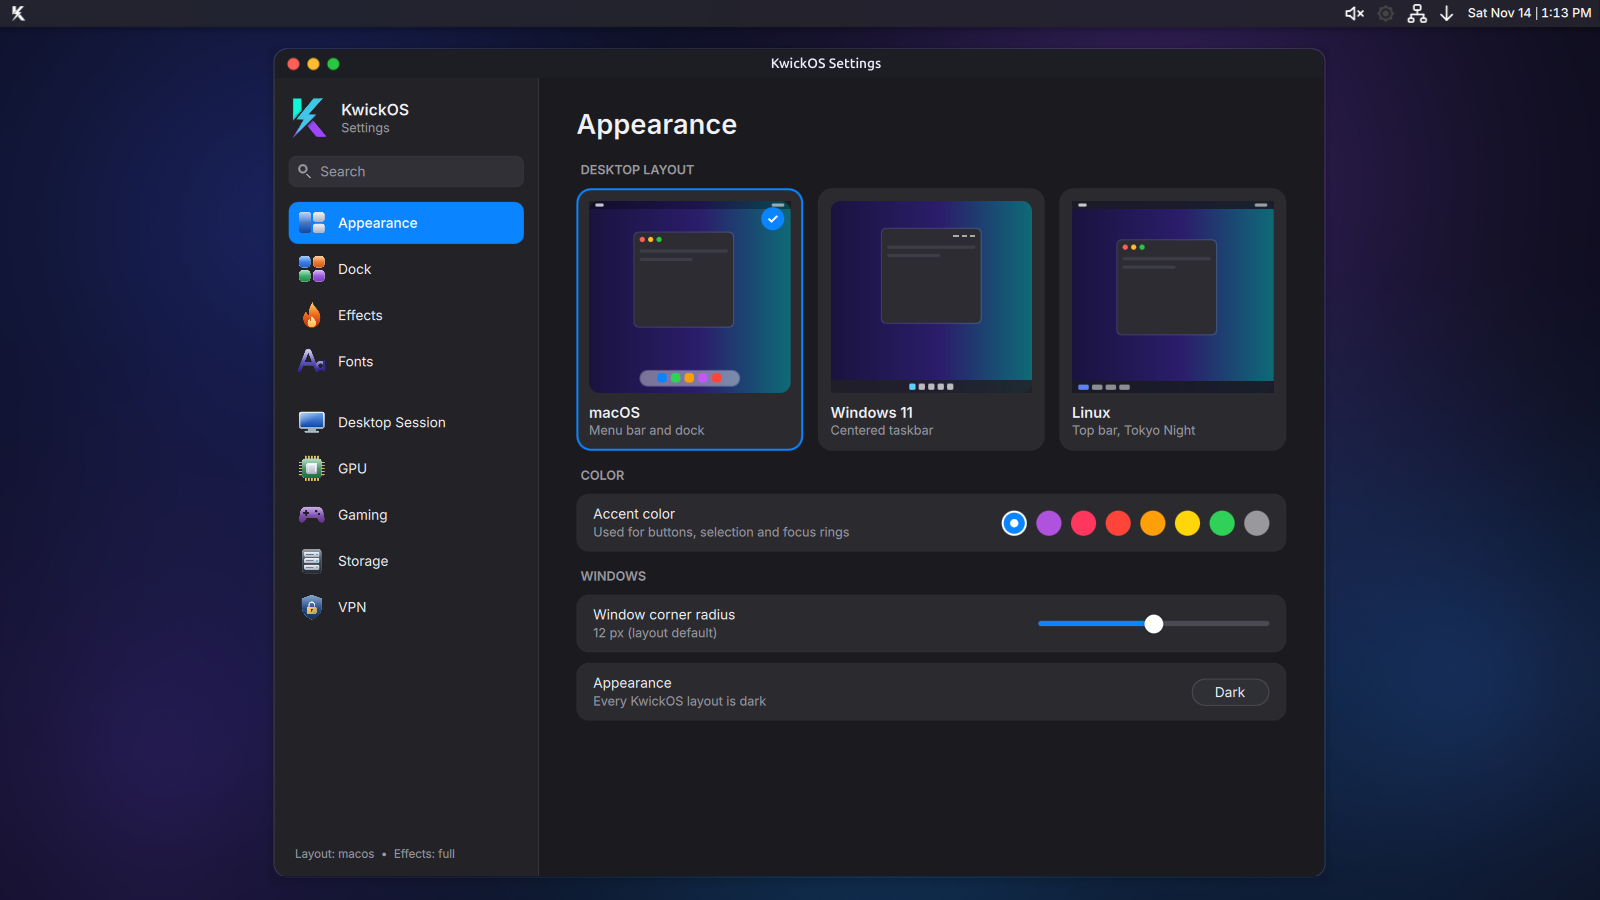 Sat Nov 14 | 1:13 PM
KwickOS Settings
KwickOS
Settings
Search
Appearance
Dock
Effects
Fonts
Desktop Session
GPU
Gaming
Storage
VPN
Layout: macos • Effects: full
Appearance
DESKTOP LAYOUT
macOS
Menu bar and dock
Windows 11
Centered taskbar
Linux
Top bar, Tokyo Night
COLOR
Accent color
Used for buttons, selection and focus rings
WINDOWS
Window corner radius
12 px (layout default)
Appearance
Every KwickOS layout is dark
Dark